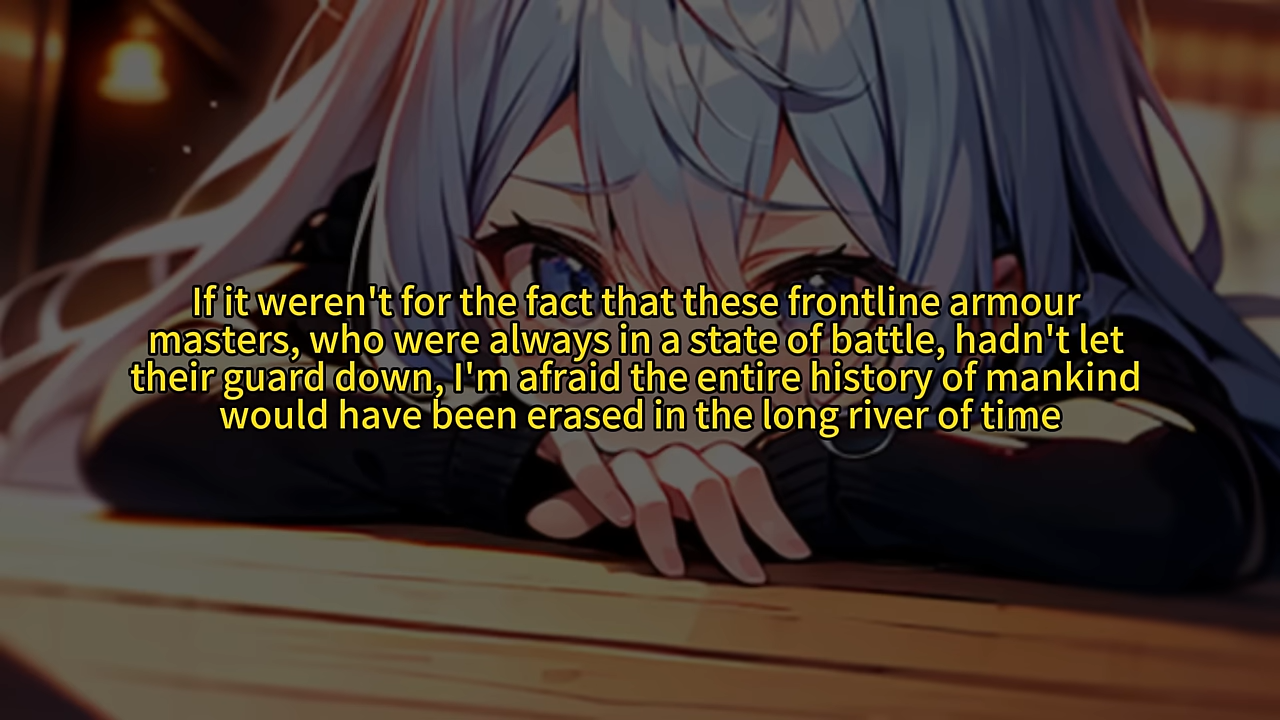 If it weren't for the fact that these frontline armour
masters, who were always in a state of battle, hadn't let
their guard down, I'm afraid the entire history of mankind
would have been erased in the long river of time